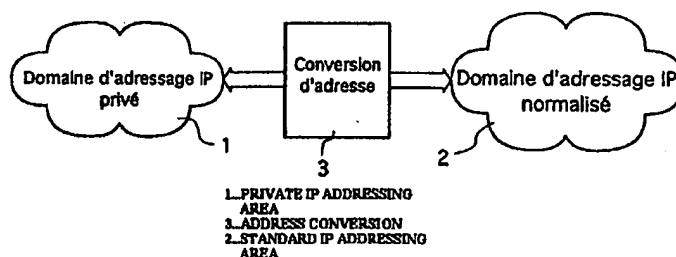 Domaine d'adressage IP
privé
1
Conversion
d'adresse
3
Domaine d'adressage IP
normalisé
2
1...PRIVATE IP ADDRESSING
AREA
3...ADDRESS CONVERSION
2...STANDARD IP ADDRESSING
AREA